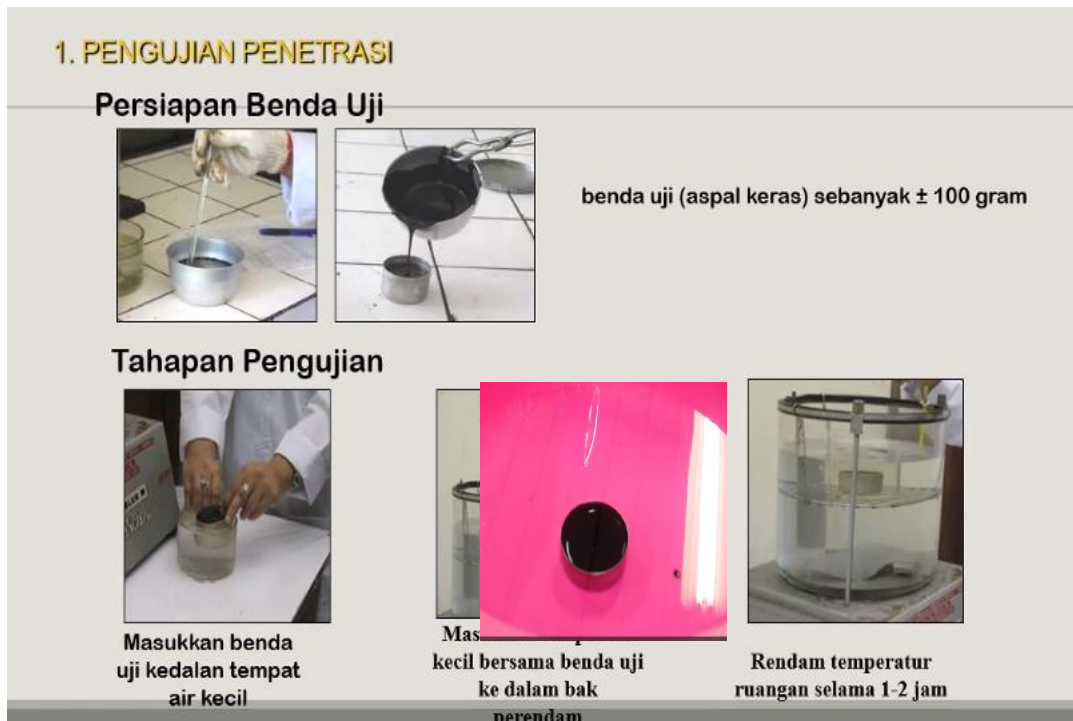 1. PENGUJIAN PENETRASI
Persiapan Benda Uji
benda uji (aspal keras) sebanyak ± 100 gram
Tahapan Pengujian
Masukkan benda
uji kedalan tempat
air kecil
kecil bersama benda uji
ke dalam bak
perendam
Rendam temperatur
ruangan selama 1-2 jam